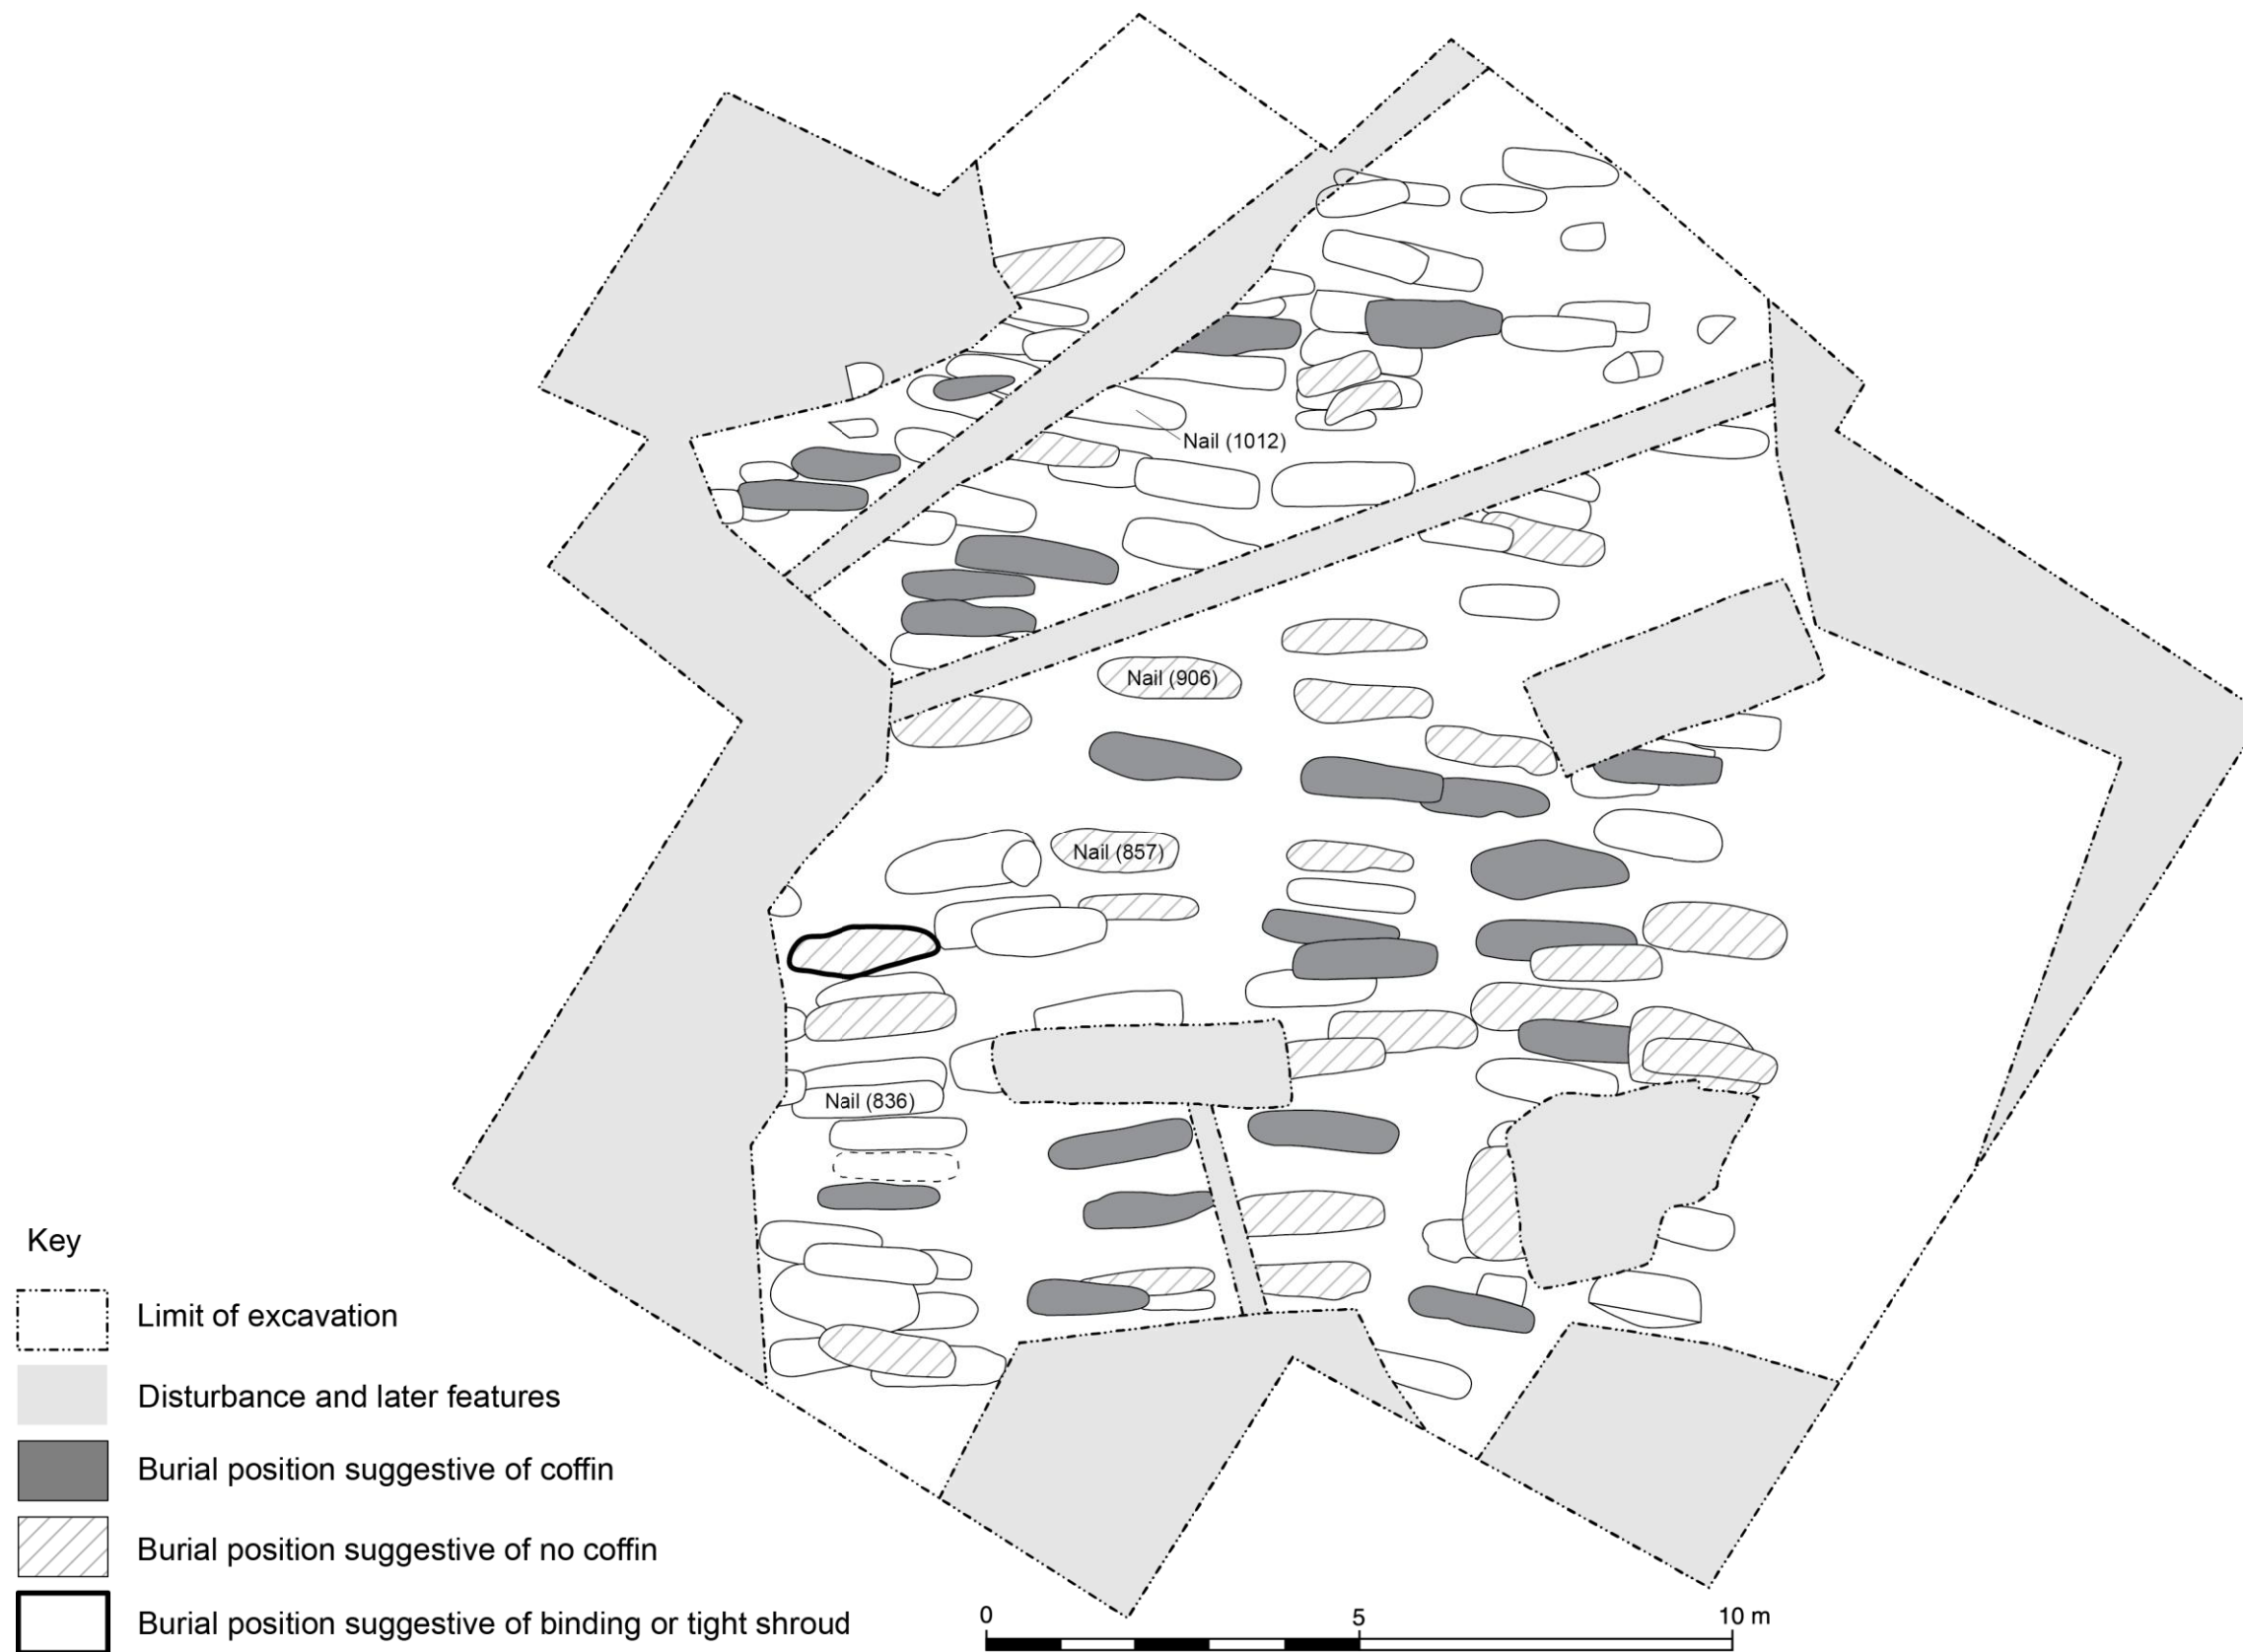 Nail (1012)
Nail (906)
Nail (857)
Nail (836)
Key
Limit of excavation
Disturbance and later features
Burial position suggestive of coffin
Burial position suggestive of no coffin
Burial position suggestive of binding or tight shroud
0 5 10 m